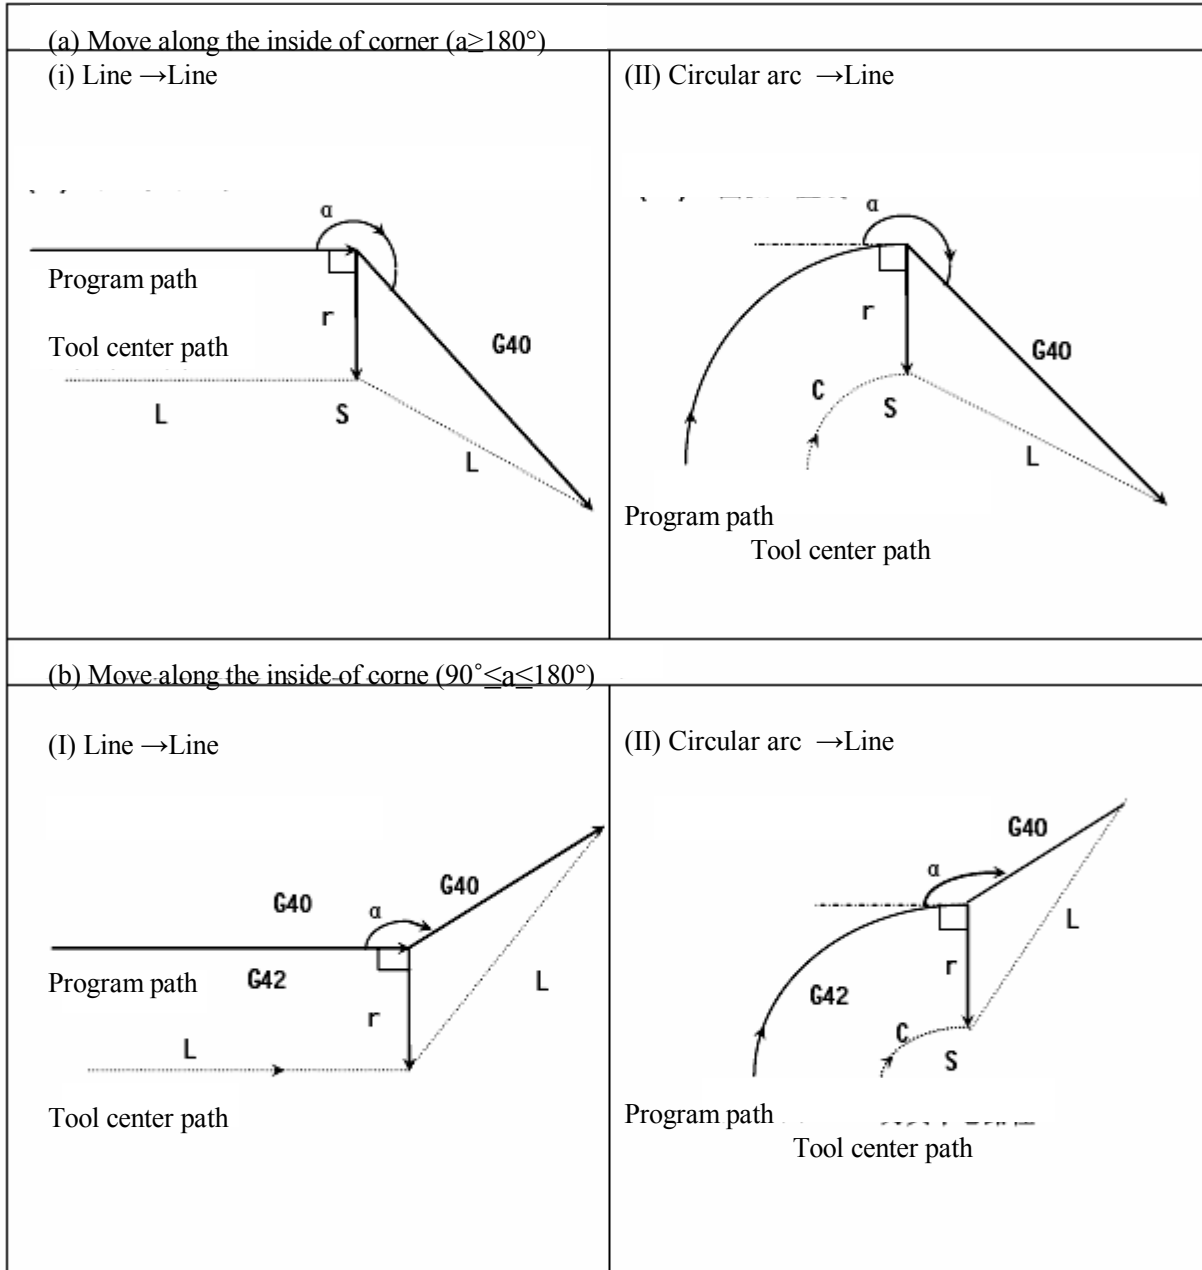 (a) Move along the inside of corner (a≥180°)
(i) Line →Line
α
Program path
r
Tool center path
G40
L
S
L
(II) Circular arc →Line
α
r
G40
C
S
L
Program path
Tool center path
(b) Move along the inside of corne (90°≤a≤180°)
(I) Line →Line
G40
G40
α
Program path
G42
L
r
L
Tool center path
(II) Circular arc →Line
G40
α
L
r
G42
C
S
Program path
Tool center path